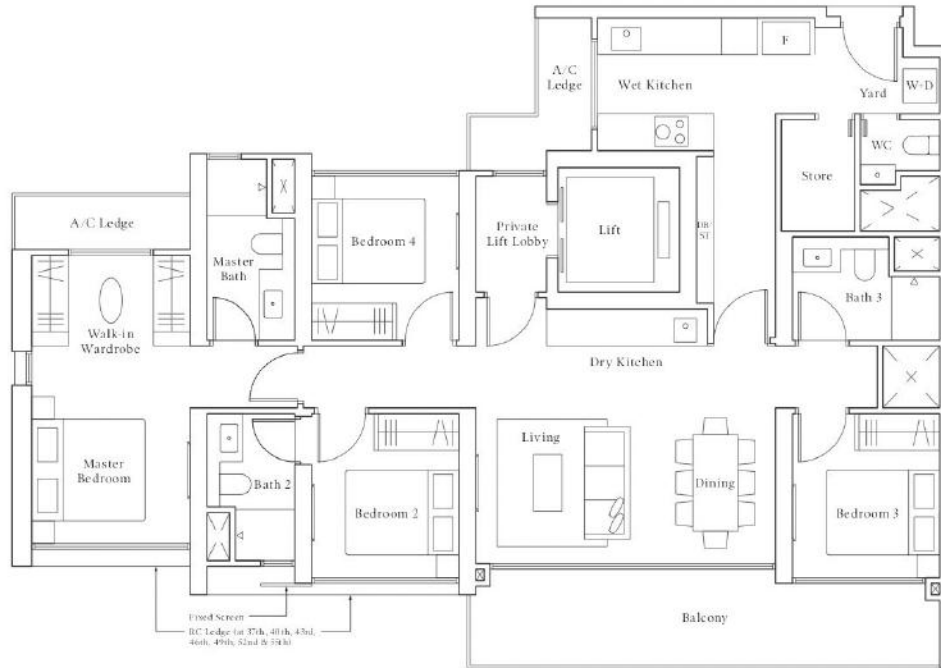 F
A/C
Ledge
Wet Kitchen
W+D
Yard
WC
Store
A/C Ledge
Bedroom 4
Private
Lift Lobby
Lift
DB/
ST
Master
Bath
Bath 3
Walk-in
Wardrobe
Dry Kitchen
Living
Master
Bedroom
Bath 2
Dining
Bedroom 2
Bedroom 3
Fixed Screen
RC Ledge (at 37th, 40th, 43rd,
46th, 49th, 52nd & 55th)
Balcony